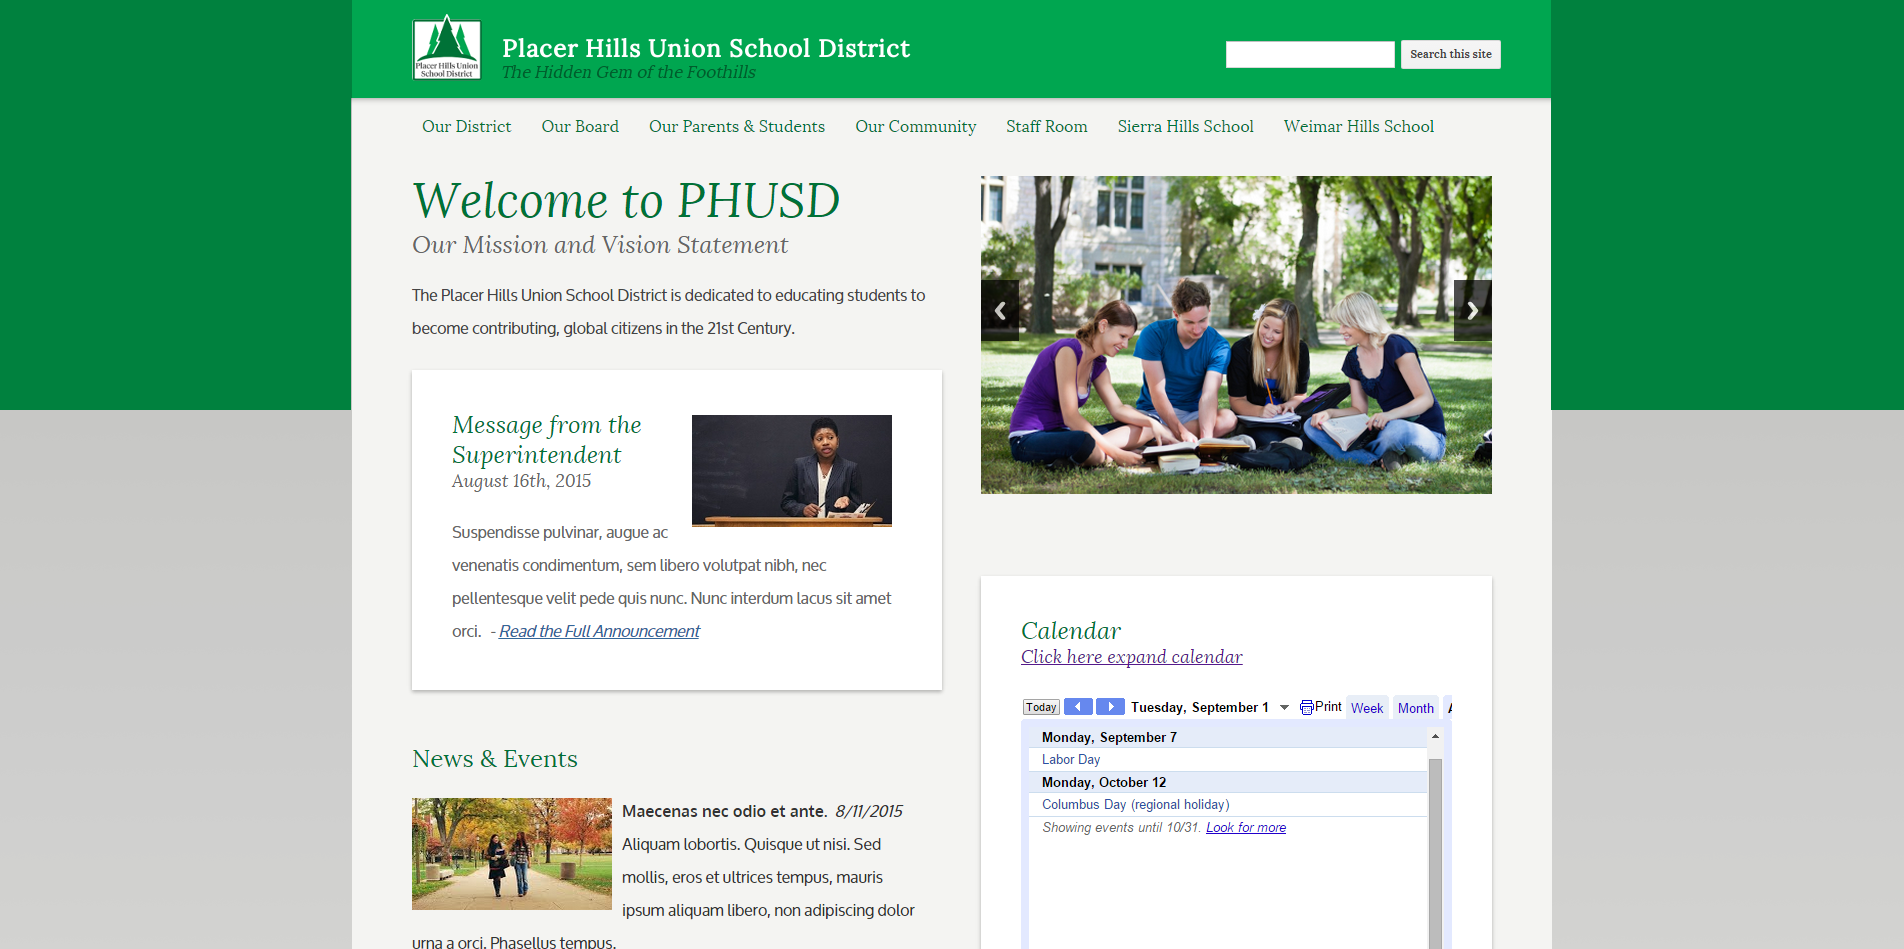 Placer Hills Union
School District
Placer Hills Union School District
The Hidden Gem of the Foothills
Search this site
Our District Our Board Our Parents & Students Our Community Staff Room Sierra Hills School Weimar Hills School
Welcome to PHUSD
Our Mission and Vision Statement
The Placer Hills Union School District is dedicated to educating students to
become contributing, global citizens in the 21st Century.
Message from the
Superintendent
August 16th, 2015
Suspendisse pulvinar, augue ac
venenatis condimentum, sem libero volutpat nibh, nec
pellentesque velit pede quis nunc. Nunc interdum lacus sit amet
orci. - Read the Full Announcement
News & Events
Maecenas nec odio et ante. 8/11/2015
Aliquam lobortis. Quisque ut nisi. Sed
mollis, eros et ultrices tempus, mauris
ipsum aliquam libero, non adipiscing dolor
urna a orci. Phasellus tempus.
Calendar
Click here expand calendar
Today Tuesday, September 1 Print Week Month
Monday, September 7
Labor Day
Monday, October 12
Columbus Day (regional holiday)
Showing events until 10/31. Look for more